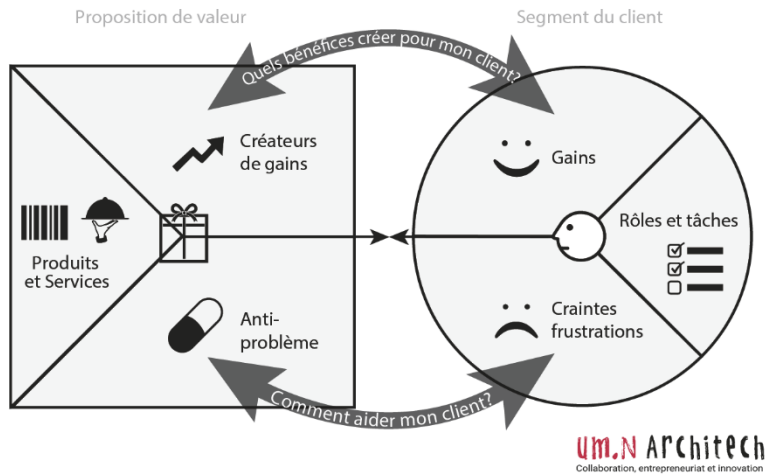 Proposition de valeur
Segment du client
Quels bénéfices créer pour mon client?
Créateurs
de gains
Gains
Produits
et Services
Rôles et tâches
Anti-
problème
Craintes
frustrations
Comment aider mon client?
um.N ArchitecH
Collaboration, entrepreneuriat et innovation